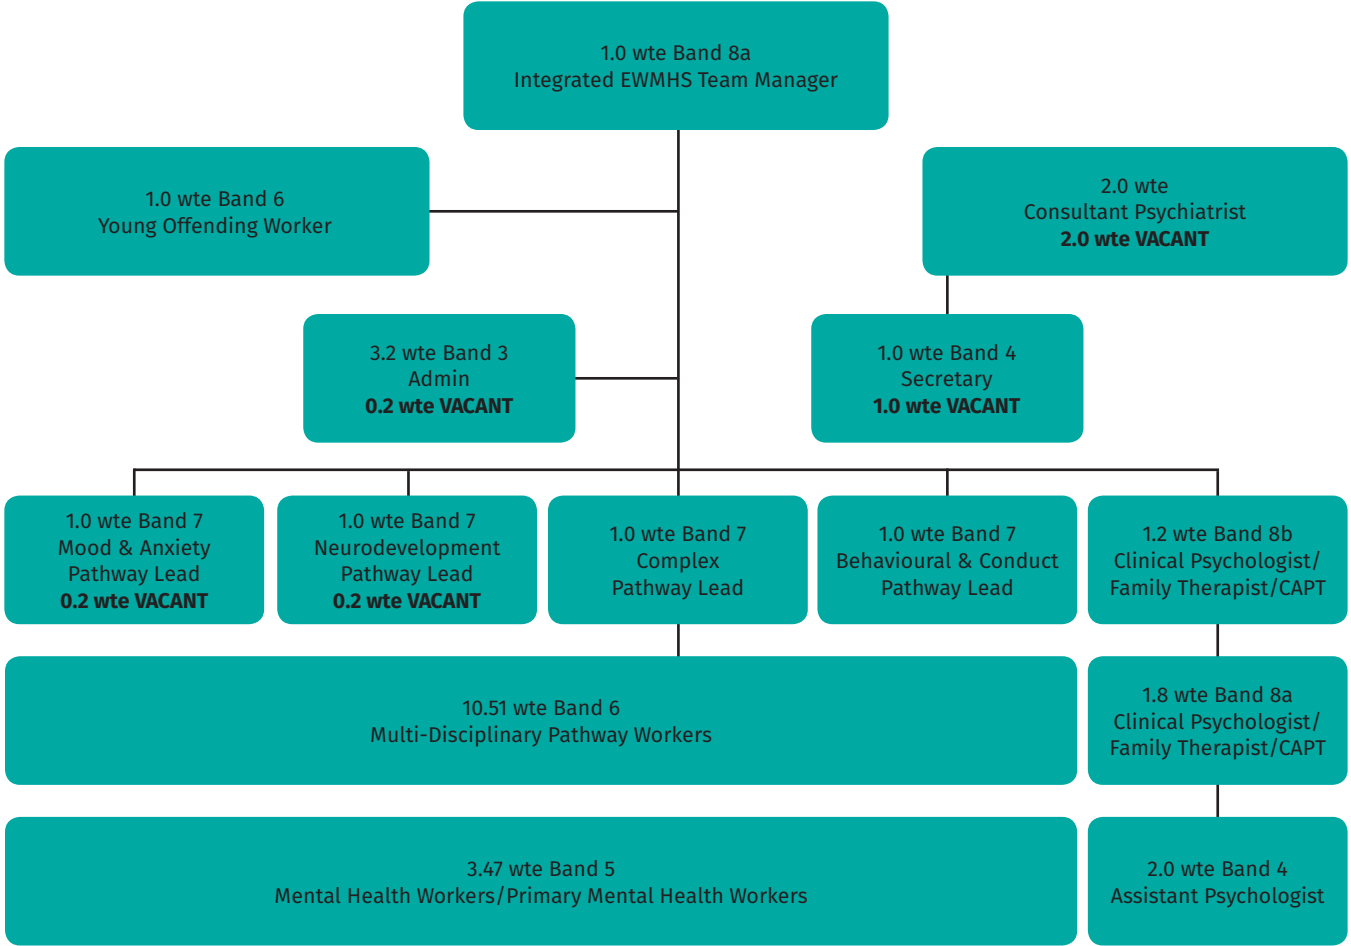 1.0 wte Band 8a
Integrated EWMHS Team Manager
1.0 wte Band 6
Young Offending Worker
2.0 wte
Consultant Psychiatrist
2.0 wte VACANT
3.2 wte Band 3
Admin
0.2 wte VACANT
1.0 wte Band 4
Secretary
1.0 wte VACANT
1.0 wte Band 7
Mood & Anxiety
Pathway Lead
0.2 wte VACANT
1.0 wte Band 7
Neurodevelopment
Pathway Lead
0.2 wte VACANT
1.0 wte Band 7
Complex
Pathway Lead
1.0 wte Band 7
Behavioural & Conduct
Pathway Lead
1.2 wte Band 8b
Clinical Psychologist/
Family Therapist/CAPT
10.51 wte Band 6
Multi-Disciplinary Pathway Workers
1.8 wte Band 8a
Clinical Psychologist/
Family Therapist/CAPT
3.47 wte Band 5
Mental Health Workers/Primary Mental Health Workers
2.0 wte Band 4
Assistant Psychologist